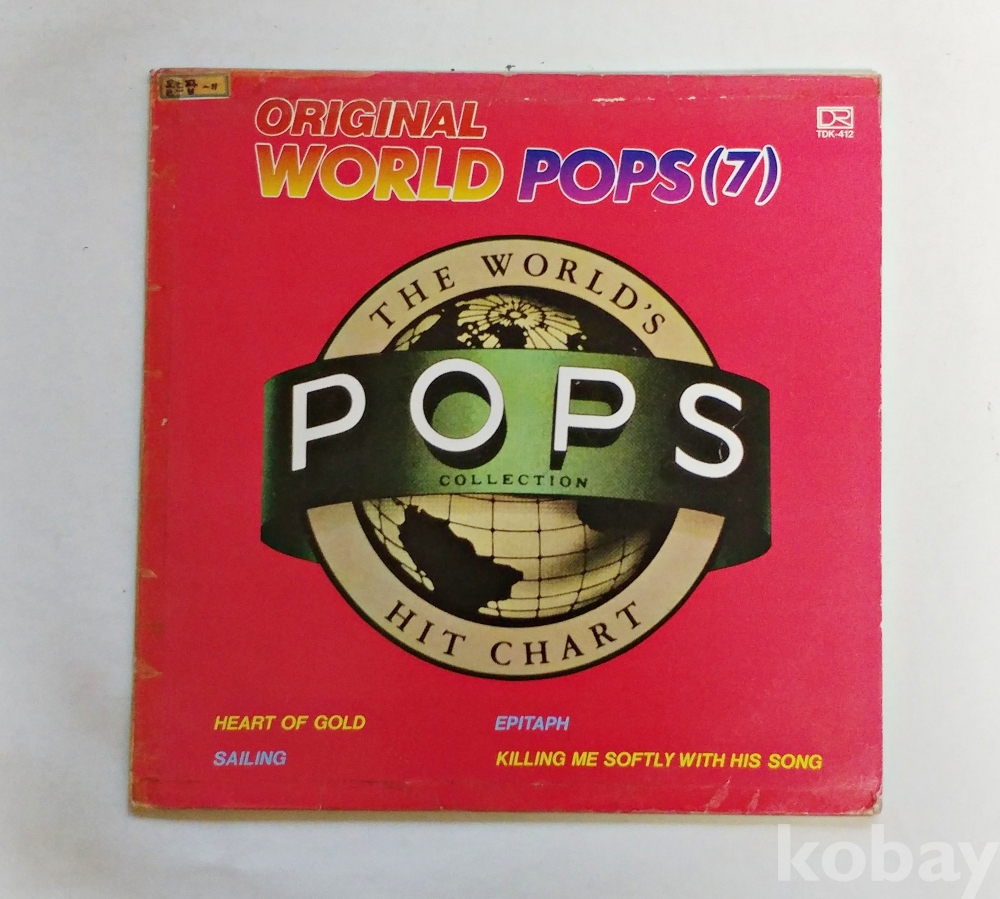 ORIGINAL
WORLD POPS (7)
DR
TDK-412
THE WORLD'S
POPS
COLLECTION
HIT CHART
HEART OF GOLD
EPITAPH
SAILING
KILLING ME SOFTLY WITH HIS SONG
kobay